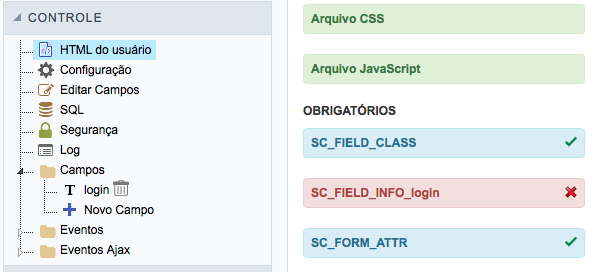 CONTROLE
HTML do usuário
Configuração
Editar Campos
SQL
Segurança
Log
Campos
T login
Novo Campo
Eventos
Eventos Ajax
Arquivo CSS
Arquivo JavaScript
OBRIGATÓRIOS
SC_FIELD_CLASS
SC_FIELD_INFO_login
SC_FORM_ATTR